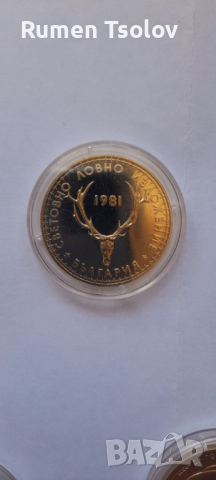 Rumen Tsolov
СВЕТОВНО ЛОВНО ИЗЛОЖЕНИЕ
1981
• БЪЛГАРИЯ •
BAZAR